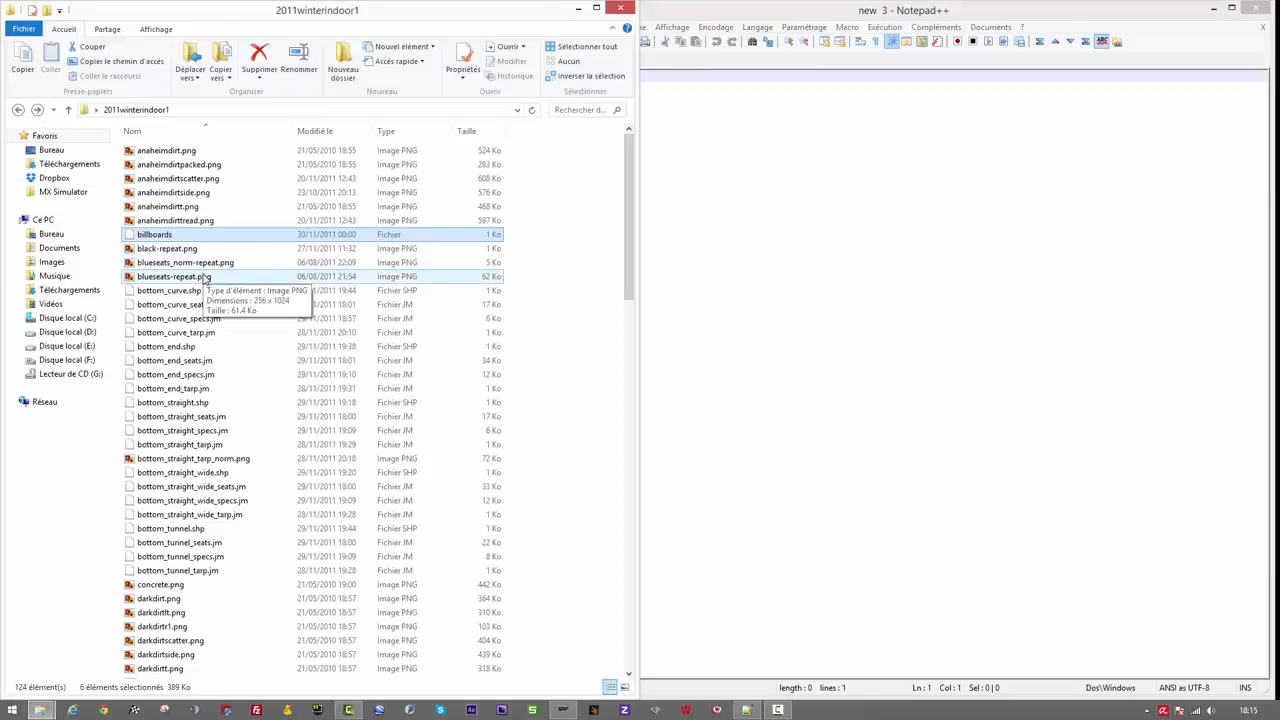 2011winterindoor1
Fichier
Accueil
Partage
Affichage
Copier
Coller
Couper
Copier le chemin d'accès
Coller le raccourci
Presse-papiers
Déplacer vers
Copier vers
Supprimer
Renommer
Organiser
Nouveau dossier
Nouvel élément
Accès rapide
Nouveau
Propriétés
Ouvrir
Modifier
Historique
Ouvrir
Sélectionner tout
Aucun
Inverser la sélection
Sélectionner
2011winterindoor1
Rechercher d...
Favoris
Bureau
Téléchargements
Dropbox
MX Simulator
Ce PC
Bureau
Documents
Images
Musique
Téléchargements
Vidéos
Disque local (C:)
Disque local (D:)
Disque local (E:)
Disque local (F:)
Lecteur de CD (G:)
Réseau
Nom Modifié le Type Taille
anaheimdirt.png 21/05/2010 18:55 Image PNG 524 Ko
anaheimdirtpacked.png 21/05/2010 18:55 Image PNG 283 Ko
anaheimdirtscatter.png 20/11/2011 12:43 Image PNG 608 Ko
anaheimdirtside.png 23/10/2011 20:13 Image PNG 576 Ko
anaheimdirtt.png 21/05/2010 18:55 Image PNG 468 Ko
anaheimdirttread.png 20/11/2011 12:43 Image PNG 597 Ko
billboards 30/11/2011 00:00 Fichier 1 Ko
black-repeat.png 27/11/2011 11:32 Image PNG 1 Ko
blueseats_norm-repeat.png 06/08/2011 22:09 Image PNG 5 Ko
blueseats-repeat.png 06/08/2011 21:54 Image PNG 62 Ko
bottom_curve.shp 29/11/2011 19:44 Fichier SHP 1 Ko
bottom_curve_seat 29/11/2011 18:01 Fichier JM 17 Ko
bottom_curve_specs.jm 29/11/2011 19:10 Fichier JM 6 Ko
bottom_curve_tarp.jm 28/11/2011 20:10 Fichier JM 1 Ko
bottom_end.shp 29/11/2011 19:38 Fichier SHP 1 Ko
bottom_end_seats.jm 29/11/2011 18:01 Fichier JM 34 Ko
bottom_end_specs.jm 29/11/2011 19:10 Fichier JM 12 Ko
bottom_end_tarp.jm 28/11/2011 19:31 Fichier JM 1 Ko
bottom_straight.shp 29/11/2011 19:18 Fichier SHP 1 Ko
bottom_straight_seats.jm 29/11/2011 18:00 Fichier JM 17 Ko
bottom_straight_specs.jm 29/11/2011 19:09 Fichier JM 6 Ko
bottom_straight_tarp.jm 28/11/2011 19:29 Fichier JM 1 Ko
bottom_straight_tarp_norm.png 28/11/2011 20:18 Image PNG 72 Ko
bottom_straight_wide.shp 29/11/2011 19:20 Fichier SHP 1 Ko
bottom_straight_wide_seats.jm 29/11/2011 18:00 Fichier JM 33 Ko
bottom_straight_wide_specs.jm 29/11/2011 19:09 Fichier JM 12 Ko
bottom_straight_wide_tarp.jm 28/11/2011 19:28 Fichier JM 1 Ko
bottom_tunnel.shp 29/11/2011 19:44 Fichier SHP 1 Ko
bottom_tunnel_seats.jm 29/11/2011 18:00 Fichier JM 22 Ko
bottom_tunnel_specs.jm 29/11/2011 19:09 Fichier JM 8 Ko
bottom_tunnel_tarp.jm 28/11/2011 19:29 Fichier JM 1 Ko
concrete.png 21/05/2010 19:00 Image PNG 442 Ko
darkdirt.png 21/05/2010 18:57 Image PNG 364 Ko
darkdirtlt.png 21/05/2010 18:57 Image PNG 310 Ko
darkdirtr1.png 21/05/2010 18:57 Image PNG 103 Ko
darkdirtscatter.png 21/05/2010 18:57 Image PNG 404 Ko
darkdirtside.png 21/05/2010 18:57 Image PNG 340 Ko
darkdirtt.png 21/05/2010 18:57 Image PNG 318 Ko
Type d'élément : Image PNG
Dimensions : 256 x 1024
Taille : 61.4 Ko
124 élément(s) 6 éléments sélectionnés 389 Ko
new 3 - Notepad++
Affichage Encodage Langage Paramétrage Macro Exécution Compléments Documents ?
X
length : 0 lines : 1
Ln : 1 Col : 1 Sel : 0 | 0
Dos\Windows
ANSI as UTF-8
INS
18:15